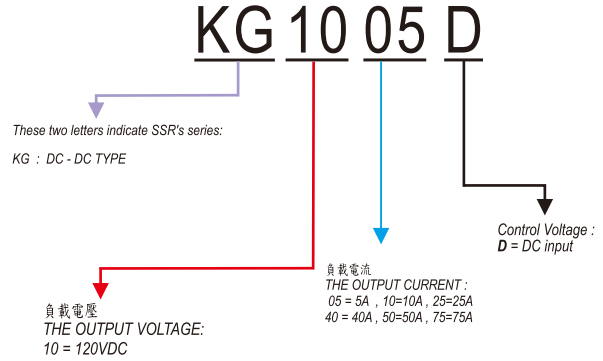 KG 10 05 D
These two letters indicate SSR's series:
KG : DC - DC TYPE
Control Voltage :
D = DC input
負載電流
THE OUTPUT CURRENT :
05 = 5A , 10=10A , 25=25A
40 = 40A , 50=50A , 75=75A
負載電壓
THE OUTPUT VOLTAGE:
10 = 120VDC